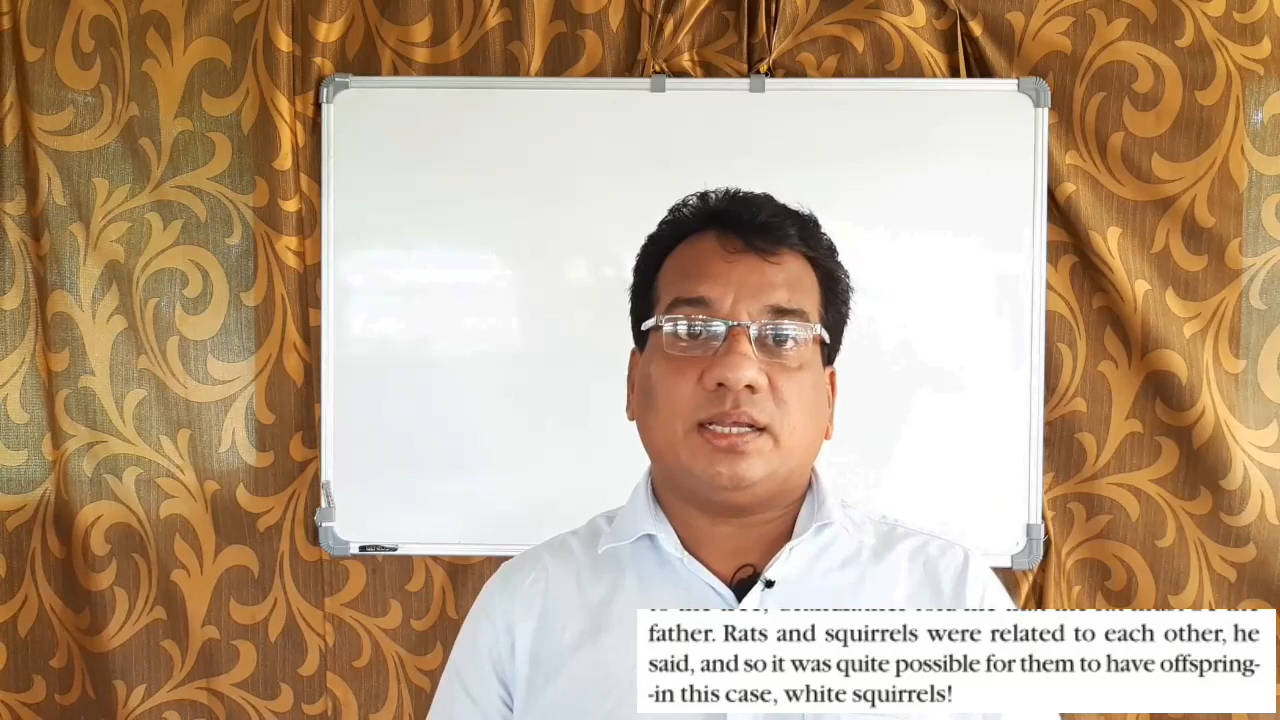 father. Rats and squirrels were related to each other, he
said, and so it was quite possible for them to have offspring-
-in this case, white squirrels!